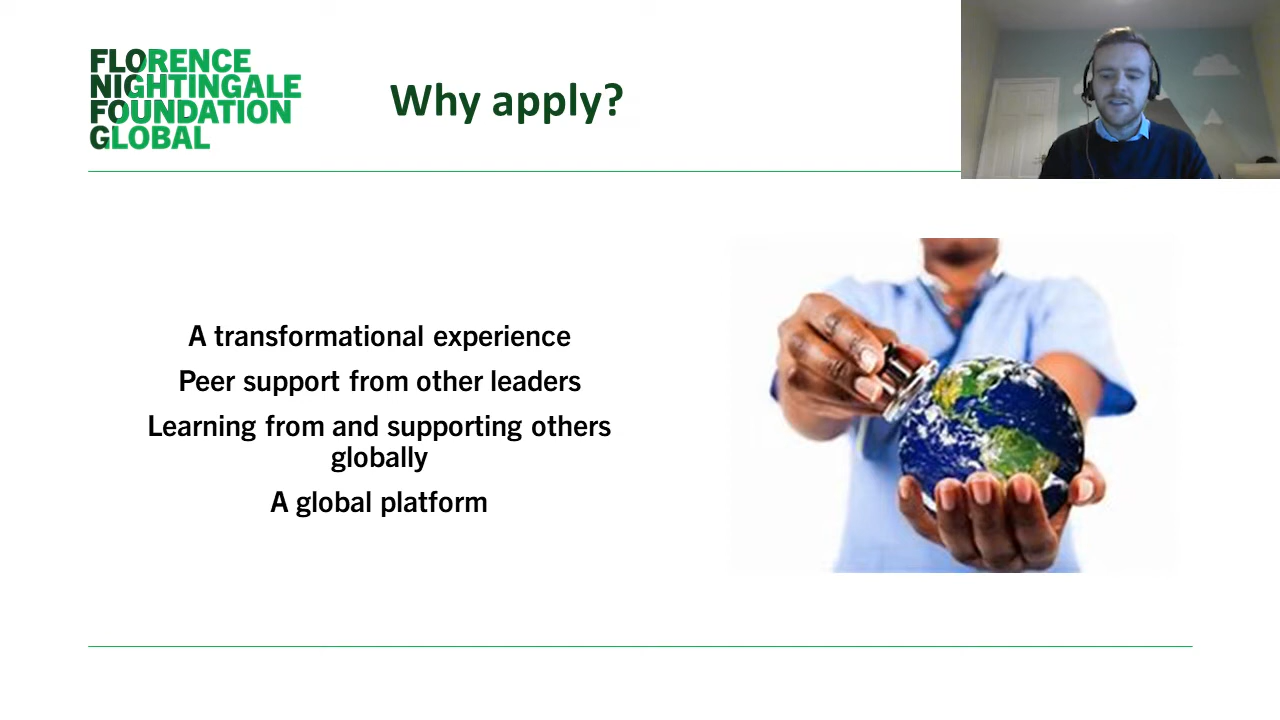 FLORENCE
NIGHTINGALE
FOUNDATION
GLOBAL
Why apply?
A transformational experience
Peer support from other leaders
Learning from and supporting others
globally
A global platform